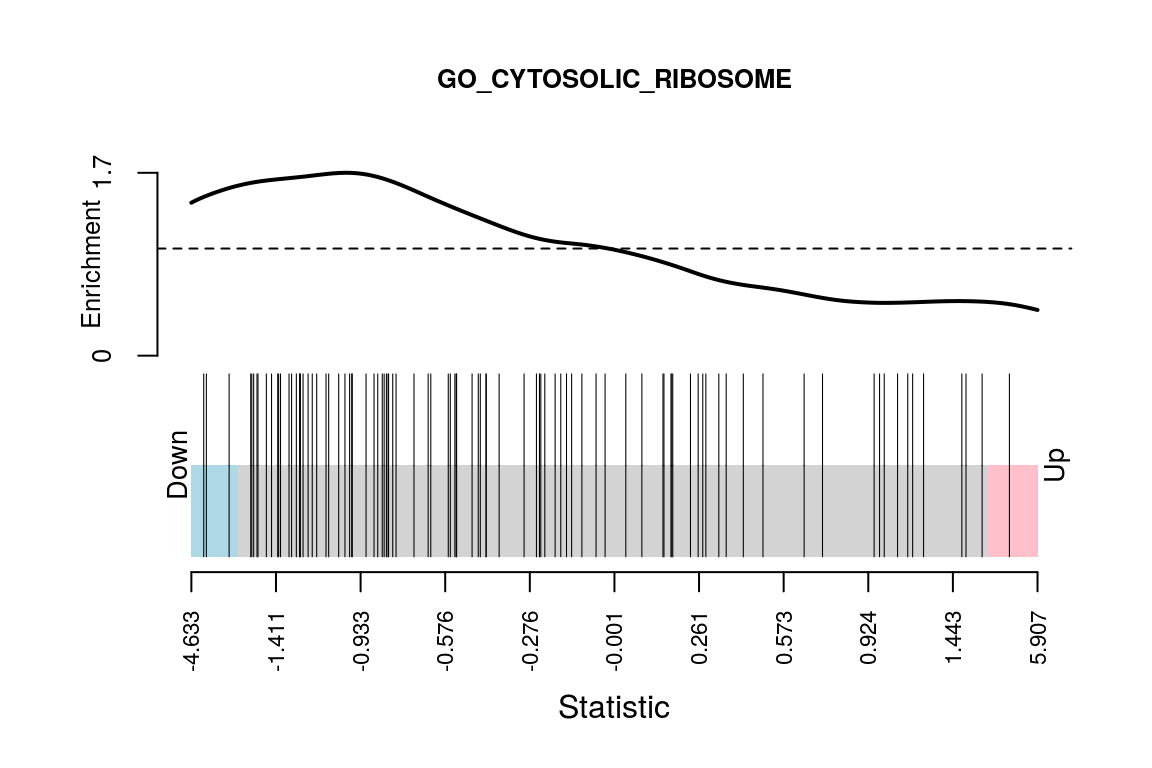 GO_CYTOSOLIC_RIBOSOME
Enrichment
1.7
0
Down
Up
-4.633
-1.411
-0.933
-0.576
-0.276
-0.001
0.261
0.573
0.924
1.443
5.907
Statistic